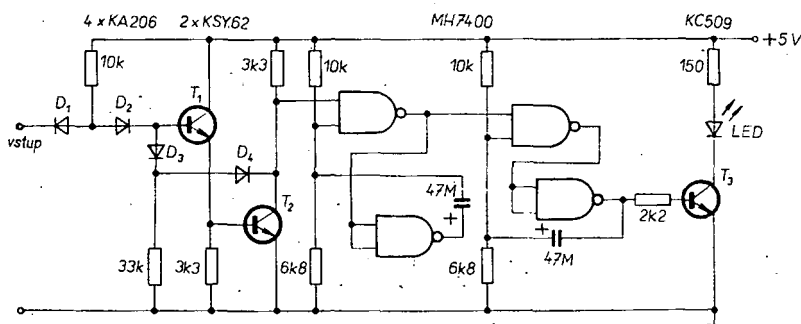 4 x KA206
2 x KSY62
MH7400
KC509
+5V
10k
3k3
10k
10k
150
D1
D2
T1
vstup
D3
D4
T2
LED
T3
47M
+
2k2
+
47M
33k
3k3
6k8
6k8